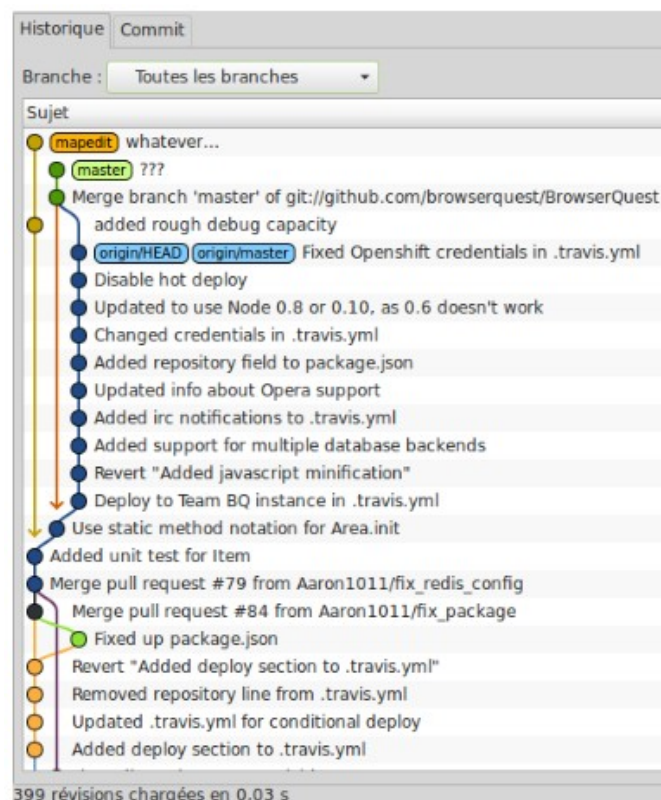 Historique Commit
Branche : Toutes les branches
Sujet
mapedit whatever...
master ???
Merge branch 'master' of git://github.com/browserquest/BrowserQuest
added rough debug capacity
origin/HEAD origin/master Fixed Openshift credentials in .travis.yml
Disable hot deploy
Updated to use Node 0.8 or 0.10, as 0.6 doesn't work
Changed credentials in .travis.yml
Added repository field to package.json
Updated info about Opera support
Added irc notifications to .travis.yml
Added support for multiple database backends
Revert "Added javascript minification"
Deploy to Team BQ instance in .travis.yml
Use static method notation for Area.init
Added unit test for Item
Merge pull request #79 from Aaron1011/fix_redis_config
Merge pull request #84 from Aaron1011/fix_package
Fixed up package.json
Revert "Added deploy section to .travis.yml"
Removed repository line from .travis.yml
Updated .travis.yml for conditional deploy
Added deploy section to .travis.yml
399 révisions chargées en 0.03 s